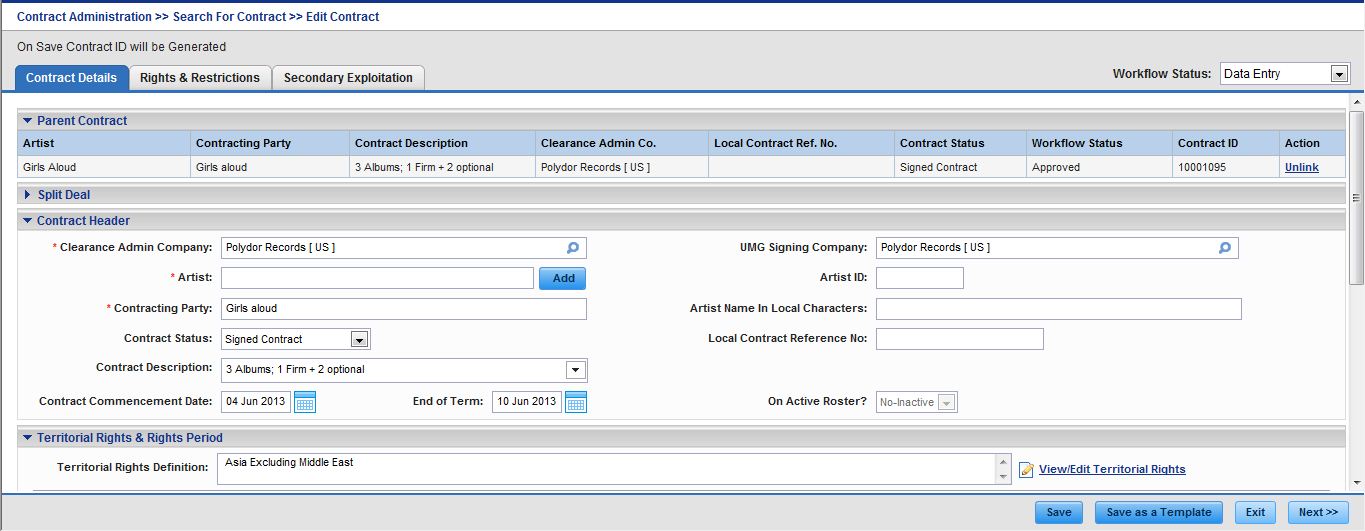 Contract Administration >> Search For Contract >> Edit Contract
On Save Contract ID will be Generated
Contract Details Rights & Restrictions Secondary Exploitation Workflow Status: Data Entry
Parent Contract
Artist Contracting Party Contract Description Clearance Admin Co. Local Contract Ref. No. Contract Status Workflow Status Contract ID Action
Girls Aloud Girls aloud 3 Albums; 1 Firm + 2 optional Polydor Records [ US ] Signed Contract Approved 10001095 Unlink
Split Deal
Contract Header
* Clearance Admin Company: Polydor Records [ US ] UMG Signing Company: Polydor Records [ US ]
* Artist: Add Artist ID:
* Contracting Party: Girls aloud Artist Name In Local Characters:
Contract Status: Signed Contract Local Contract Reference No:
Contract Description: 3 Albums; 1 Firm + 2 optional
Contract Commencement Date: 04 Jun 2013 End of Term: 10 Jun 2013 On Active Roster? No-Inactive
Territorial Rights & Rights Period
Territorial Rights Definition: Asia Excluding Middle East View/Edit Territorial Rights
Save Save as a Template Exit Next >>